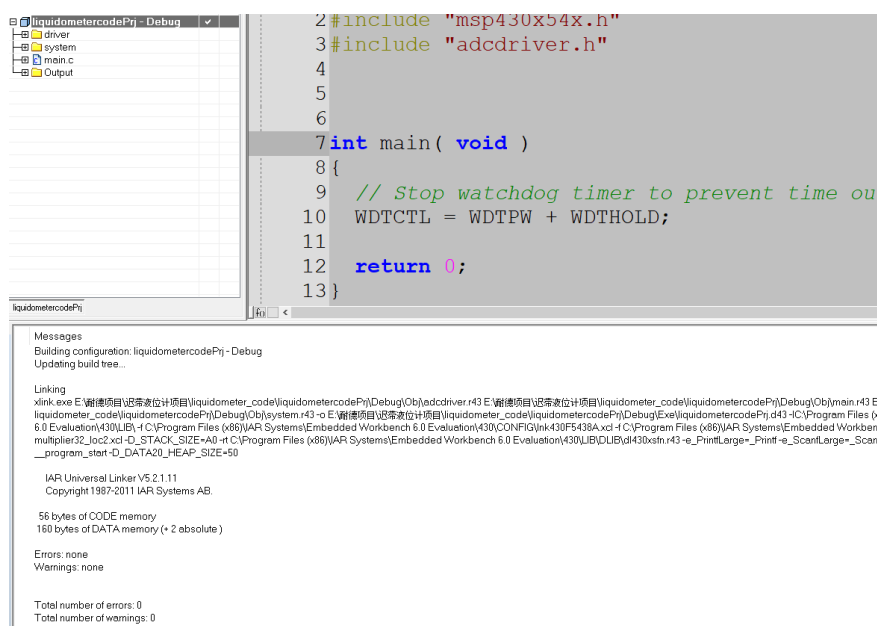 liquidometercodePrj - Debug
driver
system
main.c
Output
liquidometercodePrj
2 #include "msp430x54x.h"
3 #include "adcdriver.h"
4
5
6
7 int main( void )
8 {
9 // Stop watchdog timer to prevent time ou
10 WDTCTL = WDTPW + WDTHOLD;
11
12 return 0;
13 }
f()
Messages
Building configuration: liquidometercodePrj - Debug
Updating build tree...
Linking
xlink.exe E:\耐德项目\迟滞液位计项目\liquidometer_code\liquidometercodePrj\Debug\Obj\adcdriver.r43 E:\耐德项目\迟滞液位计项目\liquidometer_code\liquidometercodePrj\Debug\Obj\main.r43 E
liquidometer_code\liquidometercodePrj\Debug\Obj\system.r43 -o E:\耐德项目\迟滞液位计项目\liquidometer_code\liquidometercodePrj\Debug\Exe\liquidometercodePrj.d43 -IC:\Program Files (x
6.0 Evaluation\430\LIB\ -f C:\Program Files (x86)\IAR Systems\Embedded Workbench 6.0 Evaluation\430\CONFIG\lnk430F5438A.xcl -f C:\Program Files (x86)\IAR Systems\Embedded Workben
multiplier32_loc2.xcl -D_STACK_SIZE=A0 -rt C:\Program Files (x86)\IAR Systems\Embedded Workbench 6.0 Evaluation\430\LIB\DLIB\dl430xsfn.r43 -e_PrintfLarge=_Printf -e_ScanfLarge=_Scan
__program_start -D_DATA20_HEAP_SIZE=50
IAR Universal Linker V5.2.1.11
Copyright 1987-2011 IAR Systems AB.
56 bytes of CODE memory
160 bytes of DATA memory (+ 2 absolute )
Errors: none
Warnings: none
Total number of errors: 0
Total number of warnings: 0